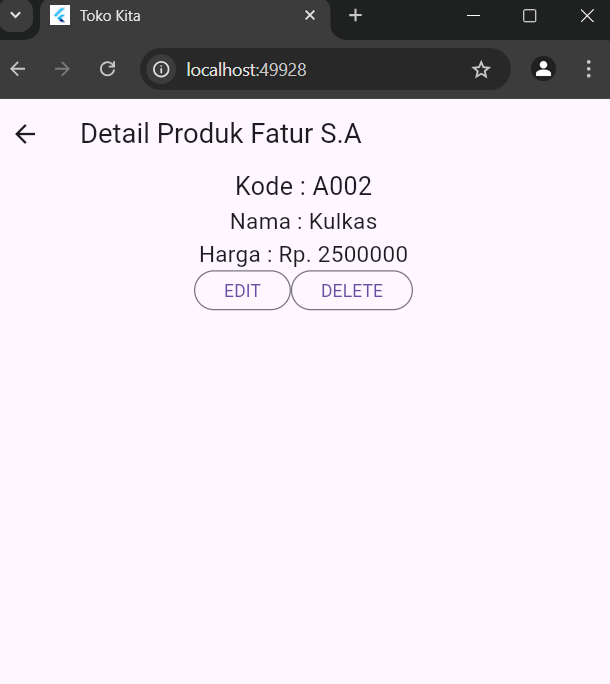 Toko Kita
localhost:49928
Detail Produk Fatur S.A
Kode : A002
Nama : Kulkas
Harga : Rp. 2500000
EDIT DELETE